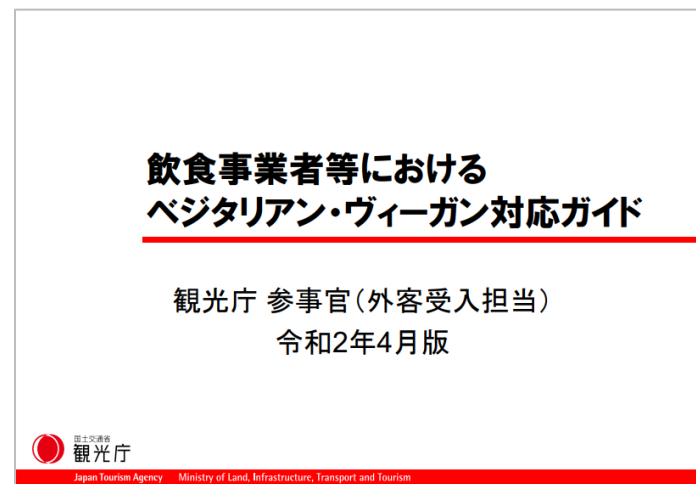 飲食事業者等における
ベジタリアン・ヴィーガン対応ガイド
観光庁 参事官（外客受入担当）
令和2年4月版
国土交通省
観光庁
Japan Tourism Agency Ministry of Land, Infrastructure, Transport and Tourism